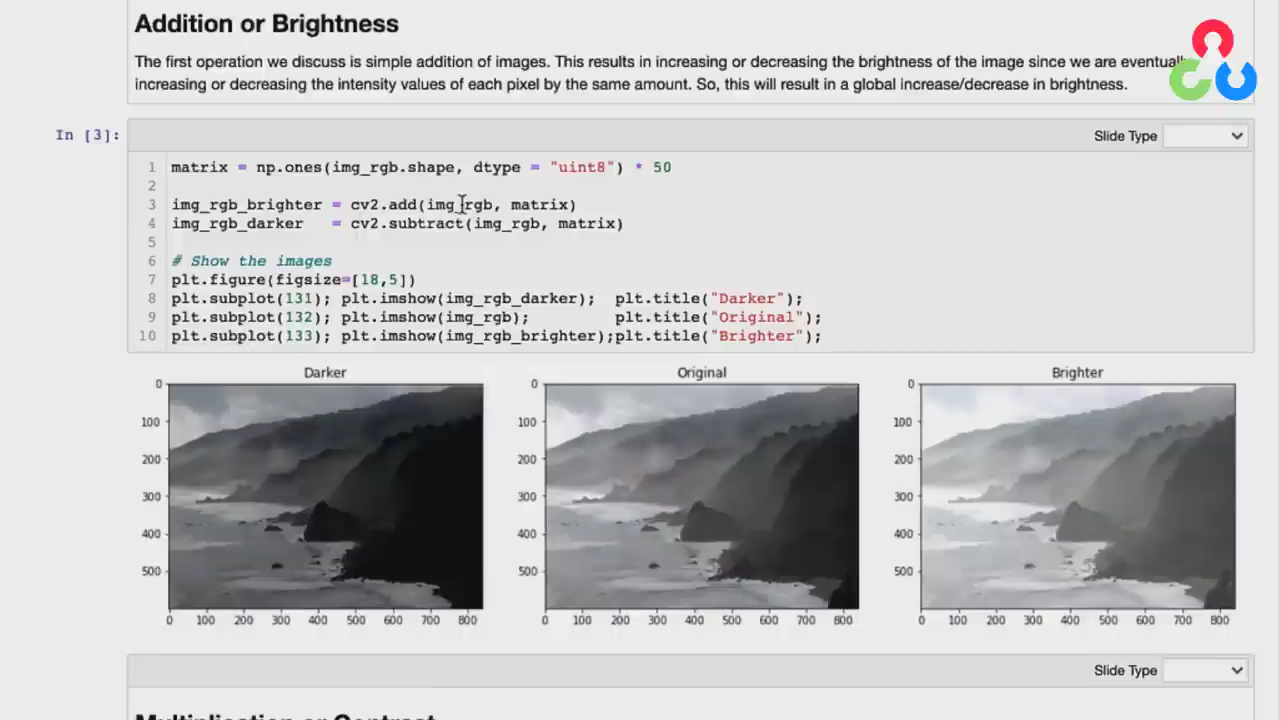 Addition or Brightness
The first operation we discuss is simple addition of images. This results in increasing or decreasing the brightness of the image since we are eventually
increasing or decreasing the intensity values of each pixel by the same amount. So, this will result in a global increase/decrease in brightness.
In [3]:
Slide Type
1 matrix = np.ones(img_rgb.shape, dtype = "uint8") * 50
2
3 img_rgb_brighter = cv2.add(img_rgb, matrix)
4 img_rgb_darker = cv2.subtract(img_rgb, matrix)
5
6 # Show the images
7 plt.figure(figsize=[18,5])
8 plt.subplot(131); plt.imshow(img_rgb_darker); plt.title("Darker");
9 plt.subplot(132); plt.imshow(img_rgb); plt.title("Original");
10 plt.subplot(133); plt.imshow(img_rgb_brighter);plt.title("Brighter");
Darker
0
100
200
300
400
500
0 100 200 300 400 500 600 700 800
Original
0
100
200
300
400
500
0 100 200 300 400 500 600 700 800
Brighter
0
100
200
300
400
500
0 100 200 300 400 500 600 700 800
Slide Type
Multiplication or Contrast